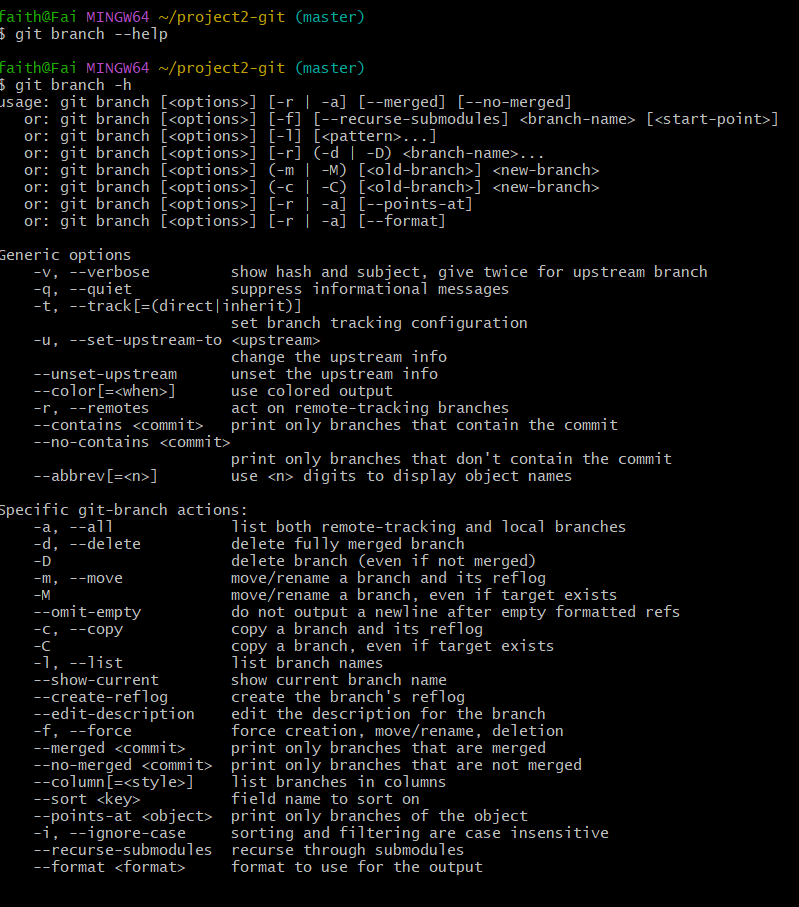 faith@Fai MINGW64 ~/project2-git (master)
$ git branch --help

faith@Fai MINGW64 ~/project2-git (master)
$ git branch -h
usage: git branch [<options>] [-r | -a] [--merged] [--no-merged]
   or: git branch [<options>] [-f] [--recurse-submodules] <branch-name> [<start-point>]
   or: git branch [<options>] [-l] [<pattern>...]
   or: git branch [<options>] [-r] (-d | -D) <branch-name>...
   or: git branch [<options>] (-m | -M) [<old-branch>] <new-branch>
   or: git branch [<options>] (-c | -C) [<old-branch>] <new-branch>
   or: git branch [<options>] [-r | -a] [--points-at]
   or: git branch [<options>] [-r | -a] [--format]

Generic options
    -v, --verbose         show hash and subject, give twice for upstream branch
    -q, --quiet           suppress informational messages
    -t, --track[=(direct|inherit)]
                          set branch tracking configuration
    -u, --set-upstream-to <upstream>
                          change the upstream info
    --unset-upstream      unset the upstream info
    --color[=<when>]      use colored output
    -r, --remotes         act on remote-tracking branches
    --contains <commit>   print only branches that contain the commit
    --no-contains <commit>
                          print only branches that don't contain the commit
    --abbrev[=<n>]        use <n> digits to display object names

Specific git-branch actions:
    -a, --all             list both remote-tracking and local branches
    -d, --delete          delete fully merged branch
    -D                    delete branch (even if not merged)
    -m, --move            move/rename a branch and its reflog
    -M                    move/rename a branch, even if target exists
    --omit-empty          do not output a newline after empty formatted refs
    -c, --copy            copy a branch and its reflog
    -C                    copy a branch, even if target exists
    -l, --list            list branch names
    --show-current        show current branch name
    --create-reflog       create the branch's reflog
    --edit-description    edit the description for the branch
    -f, --force           force creation, move/rename, deletion
    --merged <commit>     print only branches that are merged
    --no-merged <commit>  print only branches that are not merged
    --column[=<style>]    list branches in columns
    --sort <key>          field name to sort on
    --points-at <object>  print only branches of the object
    -i, --ignore-case     sorting and filtering are case insensitive
    --recurse-submodules  recurse through submodules
    --format <format>     format to use for the output